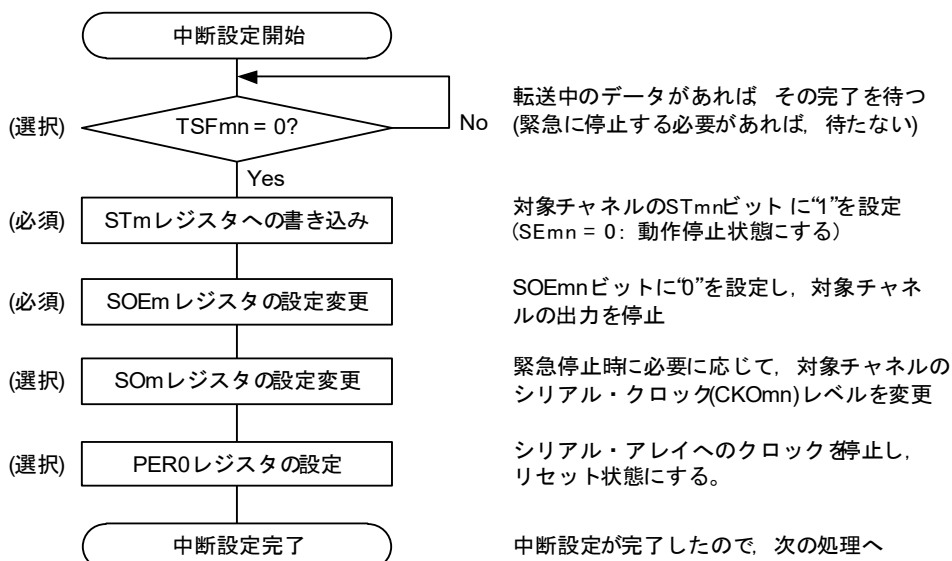 中断設定開始
(選択)
TSFmn = 0?
No
転送中のデータがあれば その完了を待つ
(緊急に停止する必要があれば，待たない)
Yes
(必須)
STmレジスタへの書き込み
対象チャネルのSTmnビット に“1”を設定
(SEmn = 0：動作停止状態にする)
(必須)
SOEmレジスタの設定変更
SOEmnビットに“0”を設定し，対象チャネ
ルの出力を停止
(選択)
SOmレジスタの設定変更
緊急停止時に必要に応じて，対象チャネルの
シリアル・クロック(CKOmn)レベルを変更
(選択)
PER0レジスタの設定
シリアル・アレイへのクロックを停止し，
リセット状態にする。
中断設定完了
中断設定が完了したので，次の処理へ